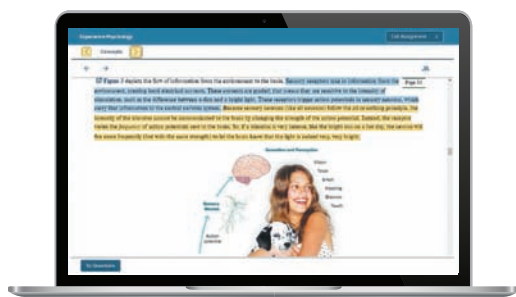 Experience Psychology
Concepts
Figure 3 depicts the flow of information from the environment to the brain. Sensory receptors take in information from the
environment, creating local electrical currents. These currents are graded; that means they are sensitive to the intensity of
stimulation, such as the difference between a dim and a bright light. These receptors trigger action potentials in sensory neurons, which
carry that information to the central nervous system. Because sensory neurons (like all neurons) follow the all-or-nothing principle, the
intensity of the stimulus cannot be communicated to the brain by changing the strength of the action potential. Instead, the receptor
varies the frequency of action potentials sent to the brain. So, if a stimulus is very intense, like the bright sun on a hot day, the neuron will
fire more frequently (but with the same strength) to let the brain know that the light is indeed very, very bright.
Sensation and Perception
Vision
Taste
Smell
Hearing
Balance
Touch
Sensory
Neuron
Action
potential
To Questions